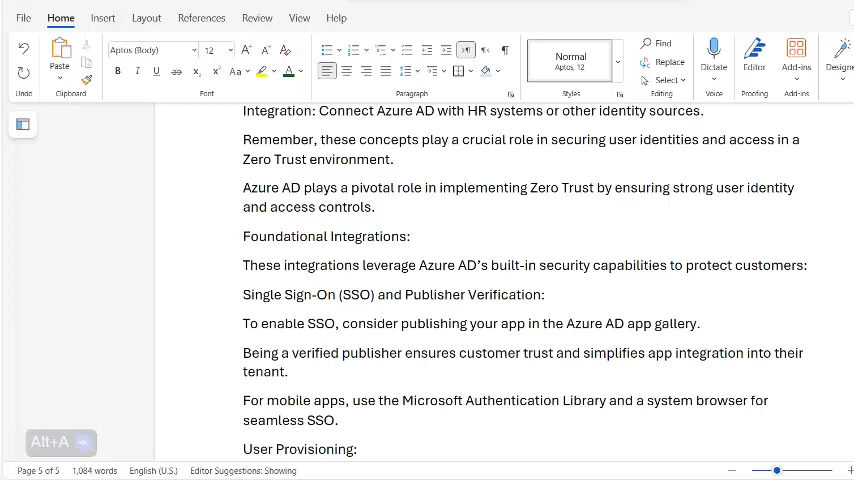 File Home Insert Layout References Review View Help
Aptos (Body) 12 A A A
Paste
B I U ab x₂ x² Aa A
Normal
Aptos, 12
Find
Replace
Select
Dictate Editor Add-ins Designe
Undo Clipboard Font Paragraph Styles Editing Voice Proofing Add-ins
Integration: Connect Azure AD with HR systems or other identity sources.
Remember, these concepts play a crucial role in securing user identities and access in a
Zero Trust environment.
Azure AD plays a pivotal role in implementing Zero Trust by ensuring strong user identity
and access controls.
Foundational Integrations:
These integrations leverage Azure AD’s built-in security capabilities to protect customers:
Single Sign-On (SSO) and Publisher Verification:
To enable SSO, consider publishing your app in the Azure AD app gallery.
Being a verified publisher ensures customer trust and simplifies app integration into their
tenant.
For mobile apps, use the Microsoft Authentication Library and a system browser for
seamless SSO.
Alt+A
User Provisioning:
Page 5 of 5 1,084 words English (U.S.) Editor Suggestions: Showing